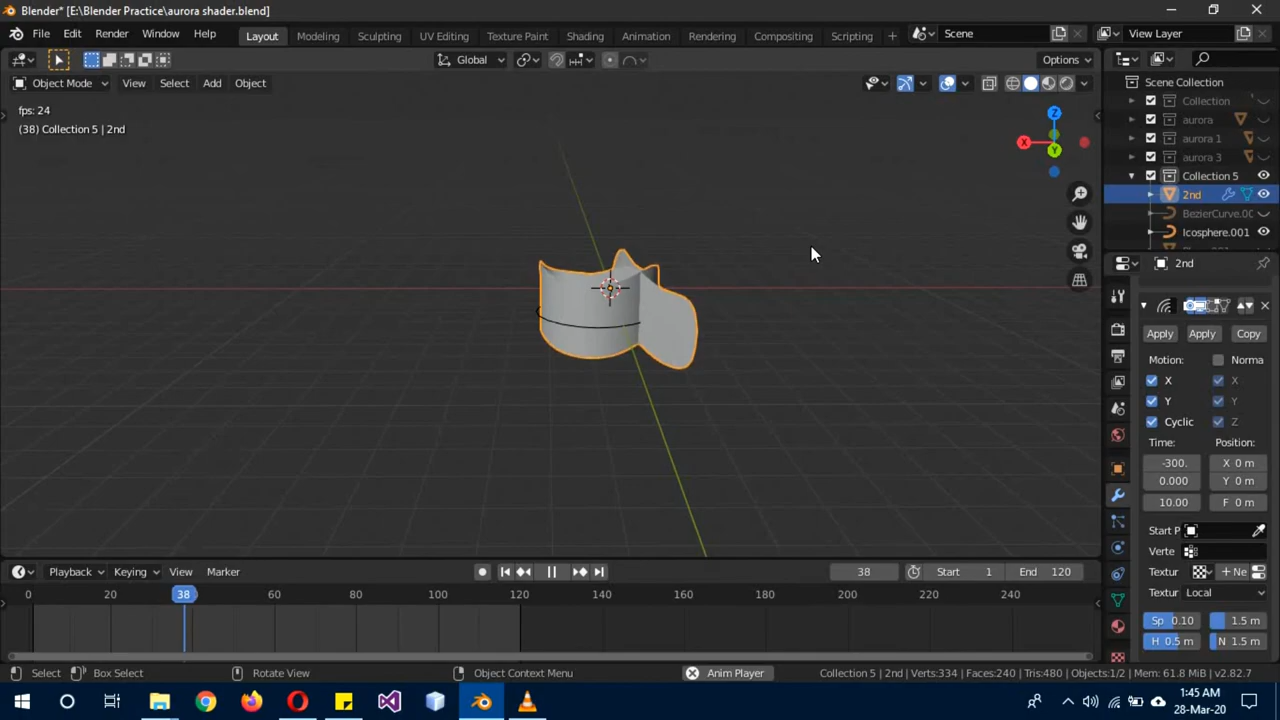 Blender* [E:\Blender Practice\aurora shader.blend]
File Edit Render Window Help Layout Modeling Sculpting UV Editing Texture Paint Shading Animation Rendering Compositing Scripting Scene View Layer
Global Options
Object Mode View Select Add Object
fps: 24
(38) Collection 5 | 2nd
Z
X
Y
Scene Collection
Collection
aurora
aurora 1
aurora 3
Collection 5
2nd
BezierCurve.0
Icosphere.001
2nd
Apply Apply Copy
Motion: Norma
X X
Y Y
Cyclic Z
Time: Position:
-300. X 0 m
0.000 Y 0 m
10.00 F 0 m
Start P
Verte
Textur + Ne
Textur Local
Sp 0.10 1.5 m
H 0.5 m N 1.5 m
Playback Keying View Marker 38 Start 1 End 120
0 20 38 60 80 100 120 140 160 180 200 220 240
Select Box Select Rotate View Object Context Menu Anim Player Collection 5 | 2nd | Verts:334 | Faces:240 | Tris:480 | Objects:1/2 | Mem: 61.8 MiB | v2.82.7
1:45 AM
28-Mar-20